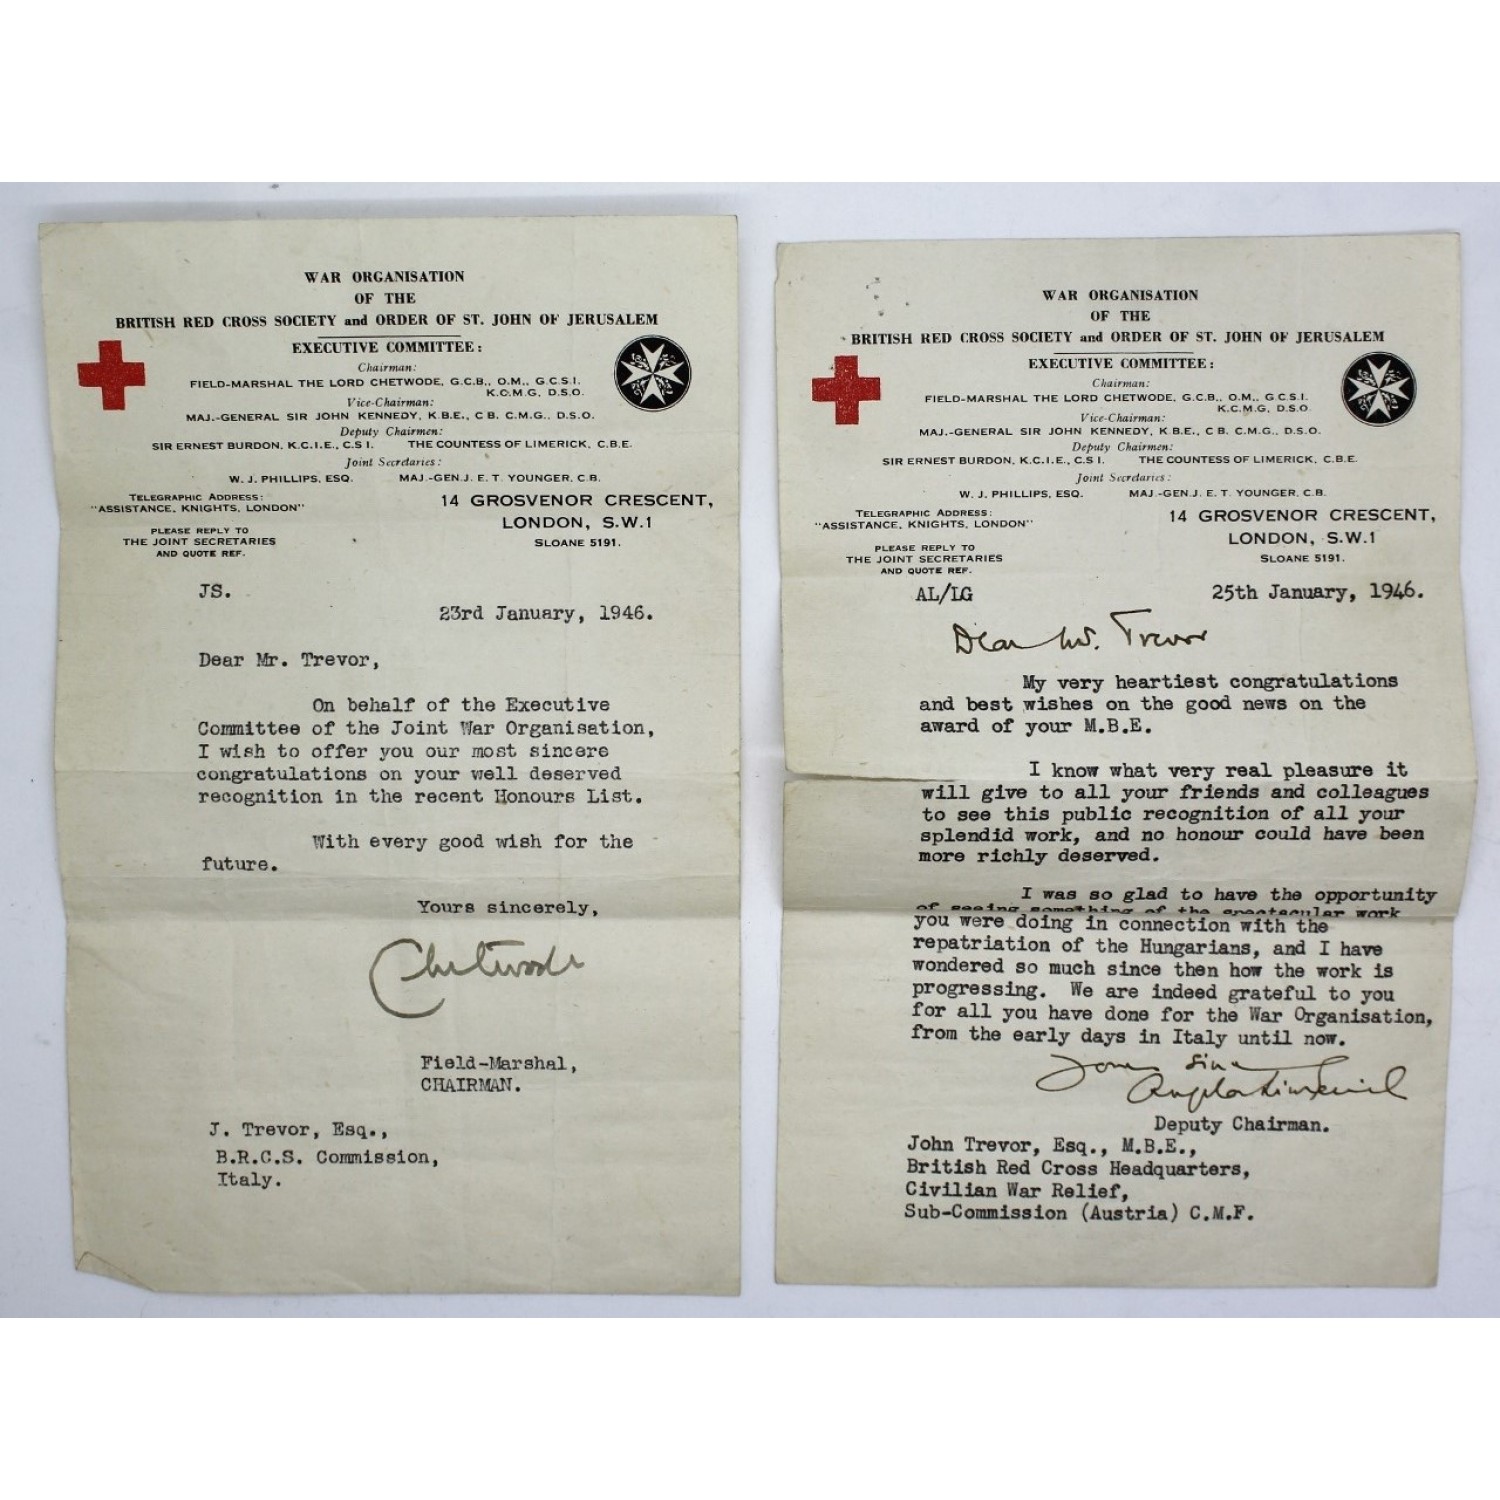 WAR ORGANISATION
OF THE
BRITISH RED CROSS SOCIETY and ORDER OF ST. JOHN OF JERUSALEM
EXECUTIVE COMMITTEE:
Chairman:
FIELD-MARSHAL THE LORD CHETWODE, G.C.B., O.M., G.C.S.I.
K.C.M.G, D.S.O.
Vice-Chairman:
MAJ.-GENERAL SIR JOHN KENNEDY, K.B.E., C B. C.M.G., D.S.O.
Deputy Chairmen:
SIR ERNEST BURDON, K.C.I.E., C.S I. THE COUNTESS OF LIMERICK, C.B.E.
Joint Secretaries:
W. J. PHILLIPS, ESQ. MAJ.-GEN. J. E. T. YOUNGER, C.B.
TELEGRAPHIC ADDRESS:
"ASSISTANCE, KNIGHTS, LONDON"
PLEASE REPLY TO
THE JOINT SECRETARIES
AND QUOTE REF.
14 GROSVENOR CRESCENT,
LONDON, S.W.1
SLOANE 5191.
JS.
23rd January, 1946.
Dear Mr. Trevor,
On behalf of the Executive
Committee of the Joint War Organisation,
I wish to offer you our most sincere
congratulations on your well deserved
recognition in the recent Honours List.
With every good wish for the
future.
Yours sincerely,
Chetwode
Field-Marshal,
CHAIRMAN.
J. Trevor, Esq.,
B.R.C.S. Commission,
Italy.
WAR ORGANISATION
OF THE
BRITISH RED CROSS SOCIETY and ORDER OF ST. JOHN OF JERUSALEM
EXECUTIVE COMMITTEE:
Chairman:
FIELD-MARSHAL THE LORD CHETWODE, G.C.B., O.M., G.C.S.I.
K.C.M.G, D.S.O
Vice-Chairman:
MAJ.-GENERAL SIR JOHN KENNEDY, K.B.E., C B. C.M.G., D.S.O.
Deputy Chairmen:
SIR ERNEST BURDON, K.C.I.E., C.S I. THE COUNTESS OF LIMERICK, C.B.E.
Joint Secretaries:
W. J. PHILLIPS, ESQ. MAJ.-GEN. J. E. T. YOUNGER, C.B.
TELEGRAPHIC ADDRESS:
"ASSISTANCE, KNIGHTS, LONDON"
PLEASE REPLY TO
THE JOINT SECRETARIES
AND QUOTE REF.
14 GROSVENOR CRESCENT,
LONDON, S.W.1
SLOANE 5191.
AL/LG
25th January, 1946.
Dear Mr. Trevor
My very heartiest congratulations
and best wishes on the good news on the
award of your M.B.E.
I know what very real pleasure it
will give to all your friends and colleagues
to see this public recognition of all your
splendid work, and no honour could have been
more richly deserved.
I was so glad to have the opportunity
of seeing something of the spectacular work
you were doing in connection with the
repatriation of the Hungarians, and I have
wondered so much since then how the work is
progressing. We are indeed grateful to you
for all you have done for the War Organisation,
from the early days in Italy until now.
Yours sincerely
Angela Limerick
Deputy Chairman.
John Trevor, Esq., M.B.E.,
British Red Cross Headquarters,
Civilian War Relief,
Sub-Commission (Austria) C.M.F.